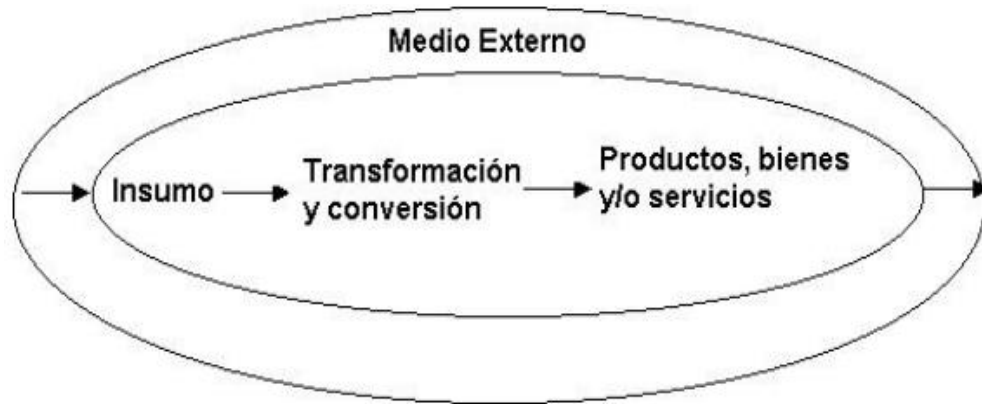 Medio Externo
Insumo
Transformación
y conversión
Productos, bienes
y/o servicios